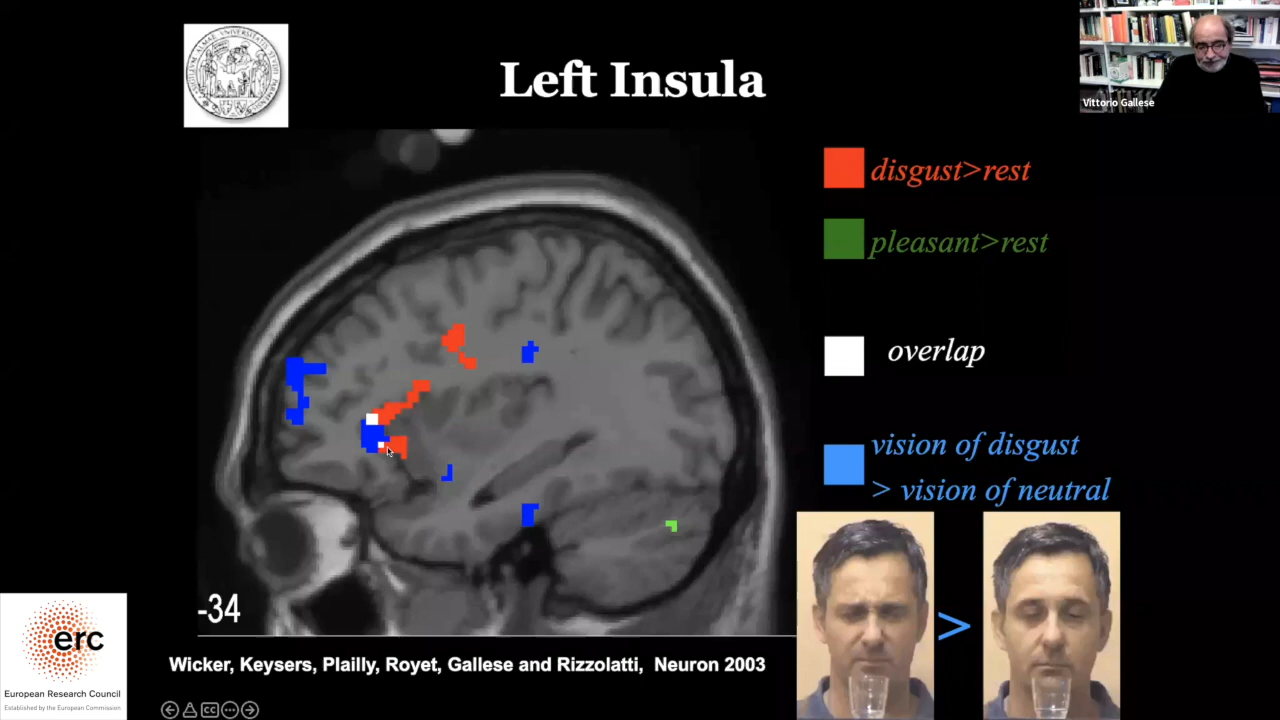 Left Insula
Vittorio Gallese
disgust>rest
pleasant>rest
overlap
vision of disgust
> vision of neutral
>
-34
Wicker, Keysers, Plailly, Royet, Gallese and Rizzolatti, Neuron 2003
erc
European Research Council
Established by the European Commission
CC